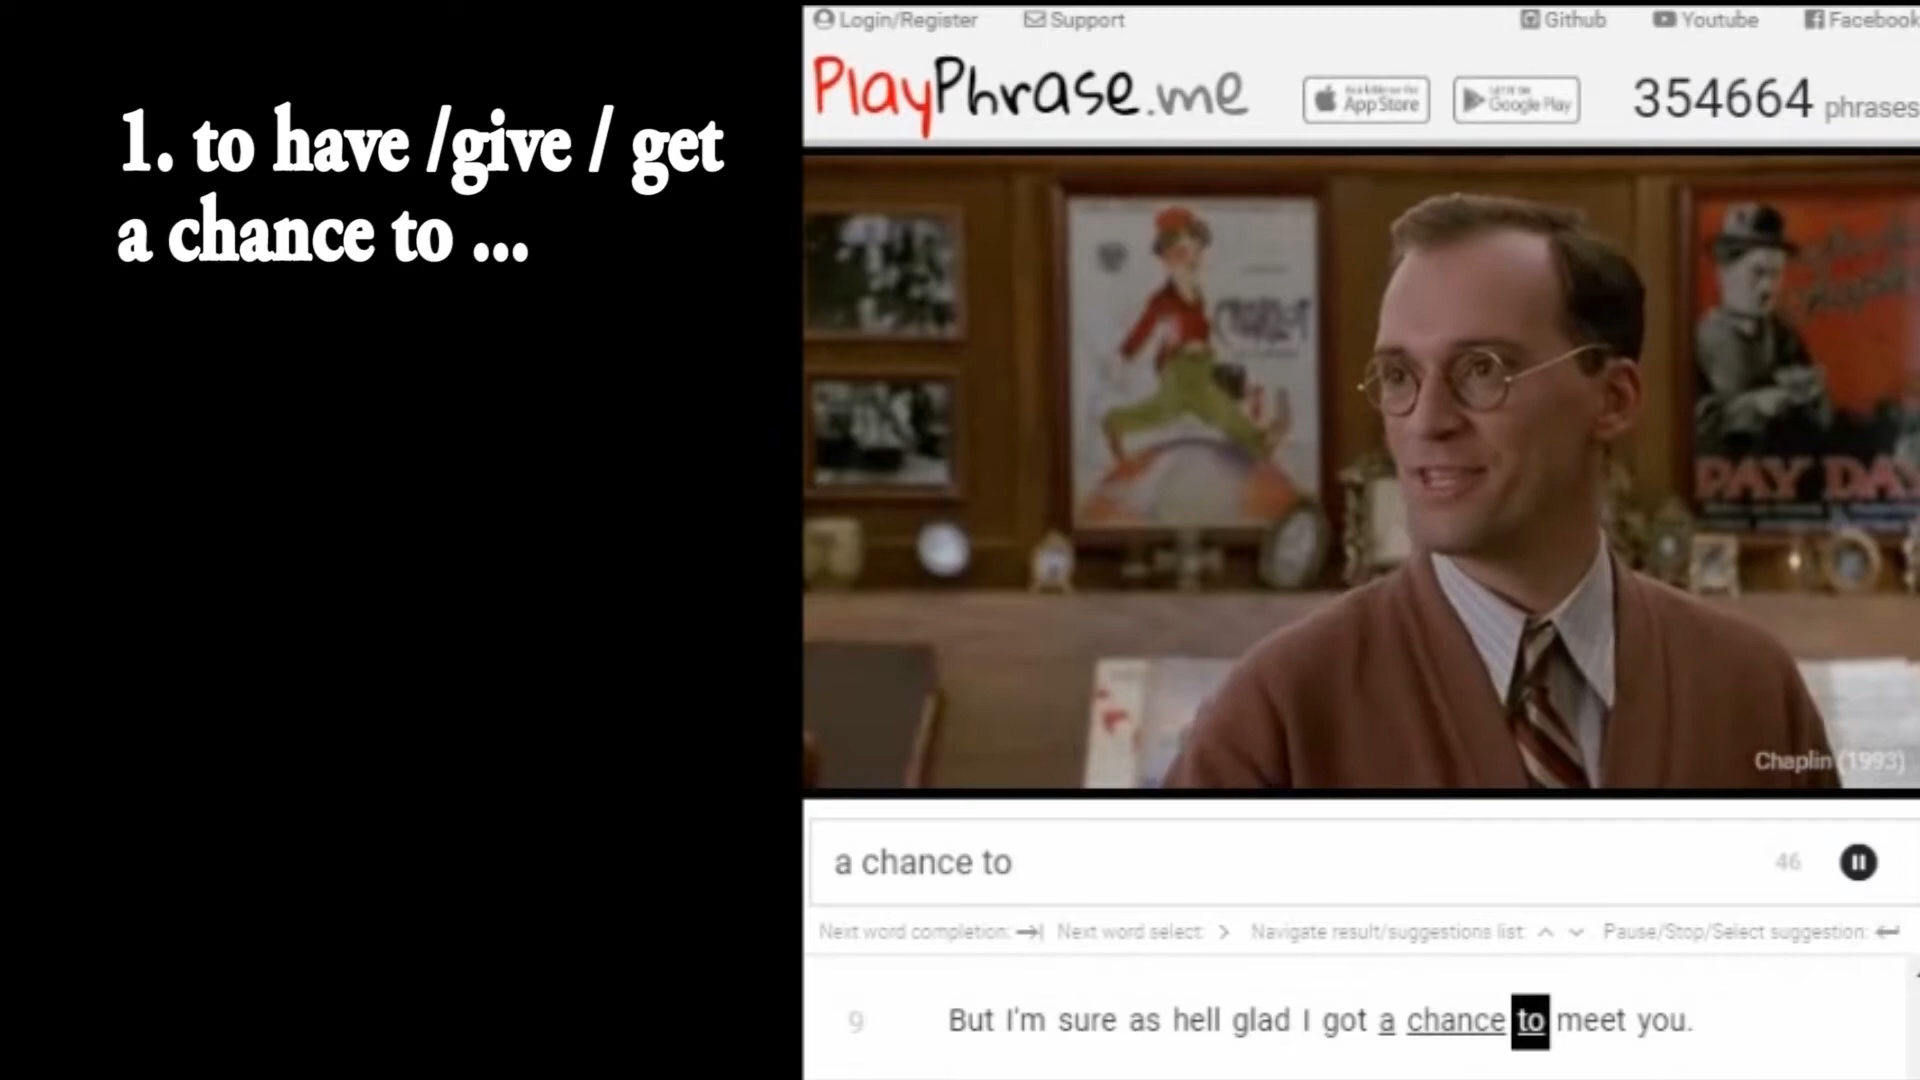 1. to have /give / get
a chance to ...
Login/Register Support Github Youtube Facebook
PlayPhrase.me App Store Google Play 354664 phrases
PAY DAY
Chaplin (1993)
a chance to 46
Next word completion: Next word select: Navigate result/suggestions list: Pause/Stop/Select suggestion:
9 But I'm sure as hell glad I got a chance to meet you.